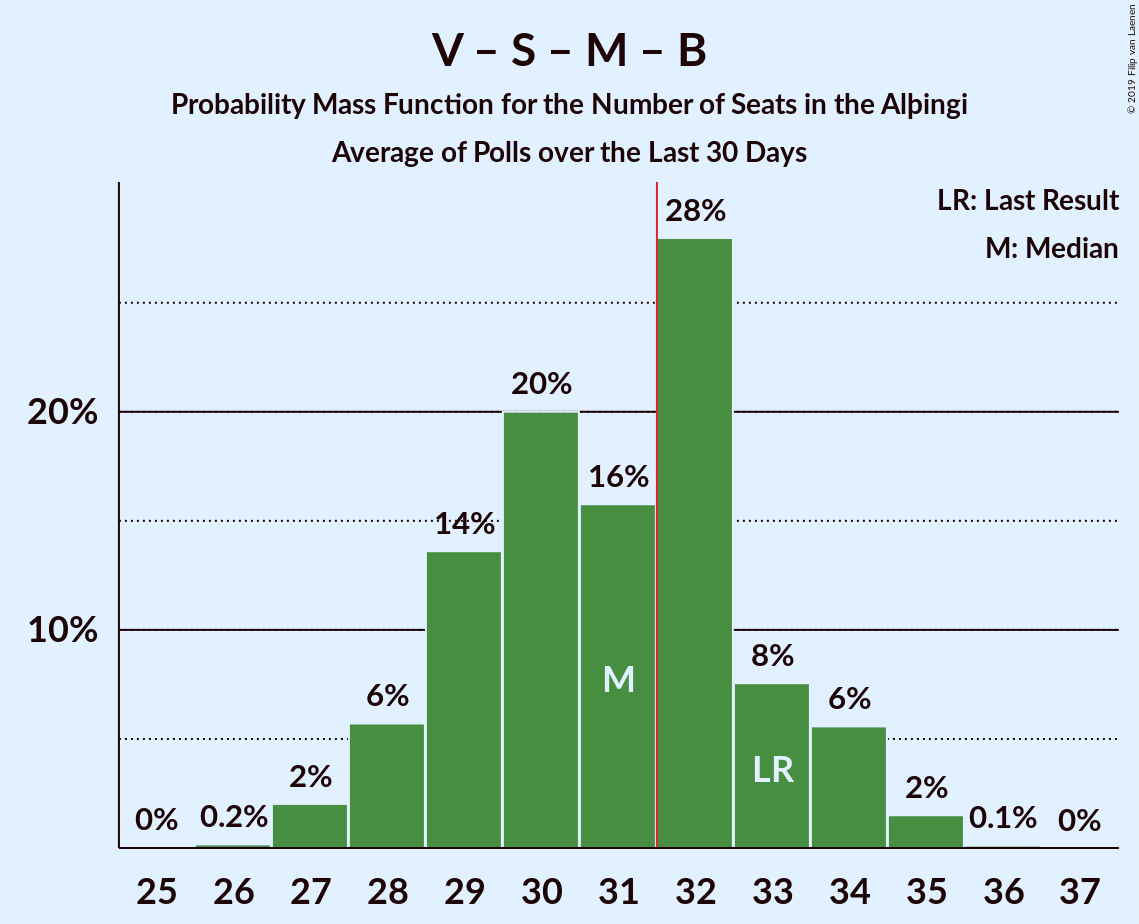 V – S – M – B
Probability Mass Function for the Number of Seats in the Alþingi
Average of Polls over the Last 30 Days
© 2019 Filip van Laenen
LR: Last Result
M: Median
20%
10%
0%
0.2%
2%
6%
14%
20%
16%
28%
8%
6%
2%
0.1%
0%
M
LR
25 26 27 28 29 30 31 32 33 34 35 36 37